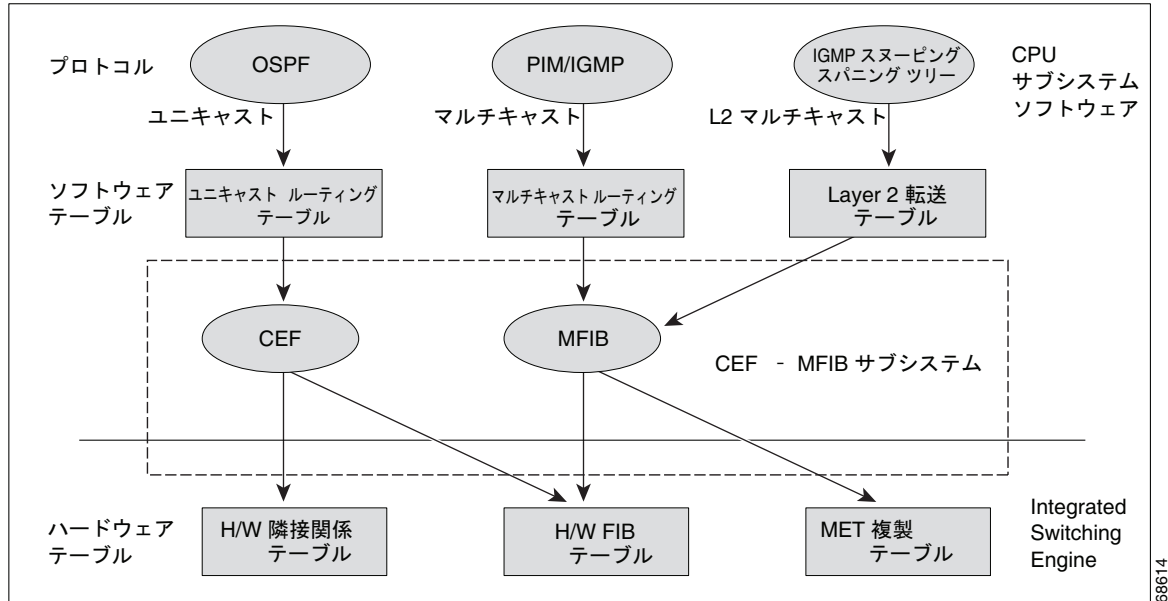 プロトコル
OSPF
PIM/IGMP
IGMP スヌーピング
スパニング ツリー
CPU
サブシステム
ソフトウェア
ユニキャスト
マルチキャスト
L2 マルチキャスト
ソフトウェア
テーブル
ユニキャスト ルーティング
テーブル
マルチキャスト ルーティング
テーブル
Layer 2 転送
テーブル
CEF
MFIB
CEF - MFIB サブシステム
ハードウェア
テーブル
H/W 隣接関係
テーブル
H/W FIB
テーブル
MET 複製
テーブル
Integrated
Switching
Engine
68614